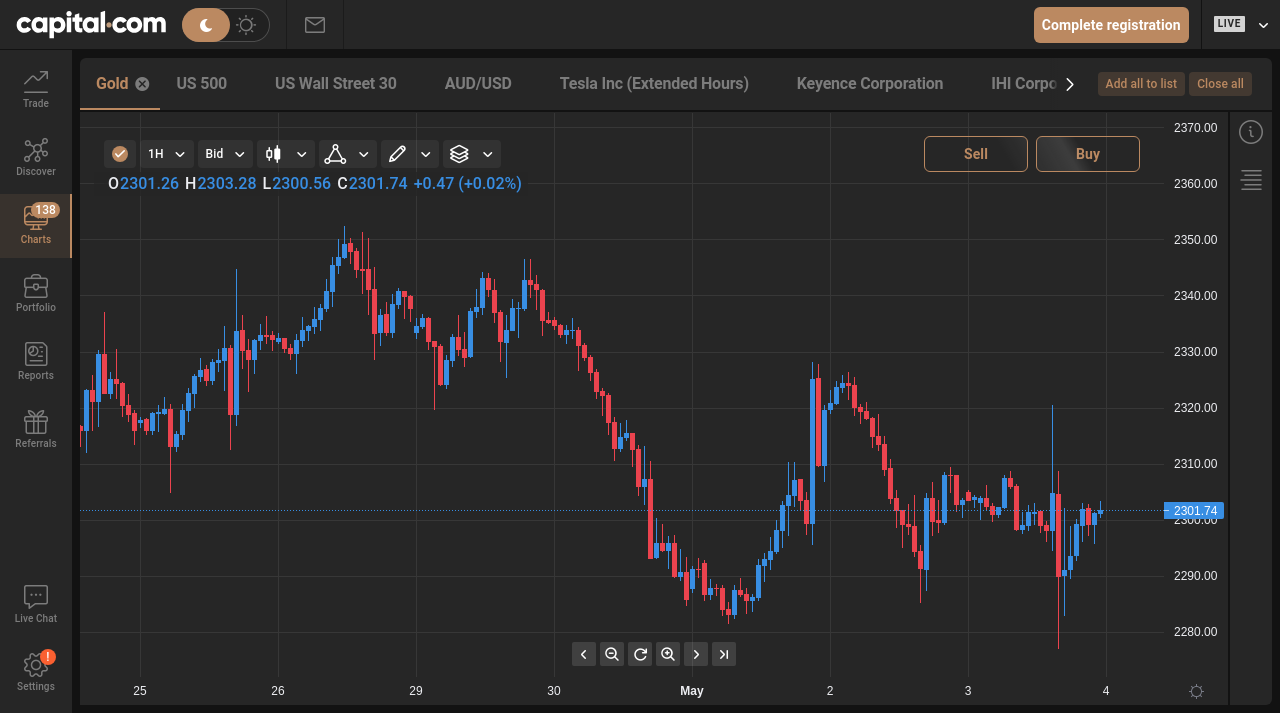 capital.com
Complete registration
LIVE
Trade
Discover
138
Charts
Portfolio
Reports
Referrals
Live Chat
!
Settings
Gold
US 500
US Wall Street 30
AUD/USD
Tesla Inc (Extended Hours)
Keyence Corporation
IHI Corpo
Add all to list
Close all
1H
Bid
Sell
Buy
O2301.26 H2303.28 L2300.56 C2301.74 +0.47 (+0.02%)
2370.00
2360.00
2350.00
2340.00
2330.00
2320.00
2310.00
2301.74
2300.00
2290.00
2280.00
25
26
29
30
May
2
3
4